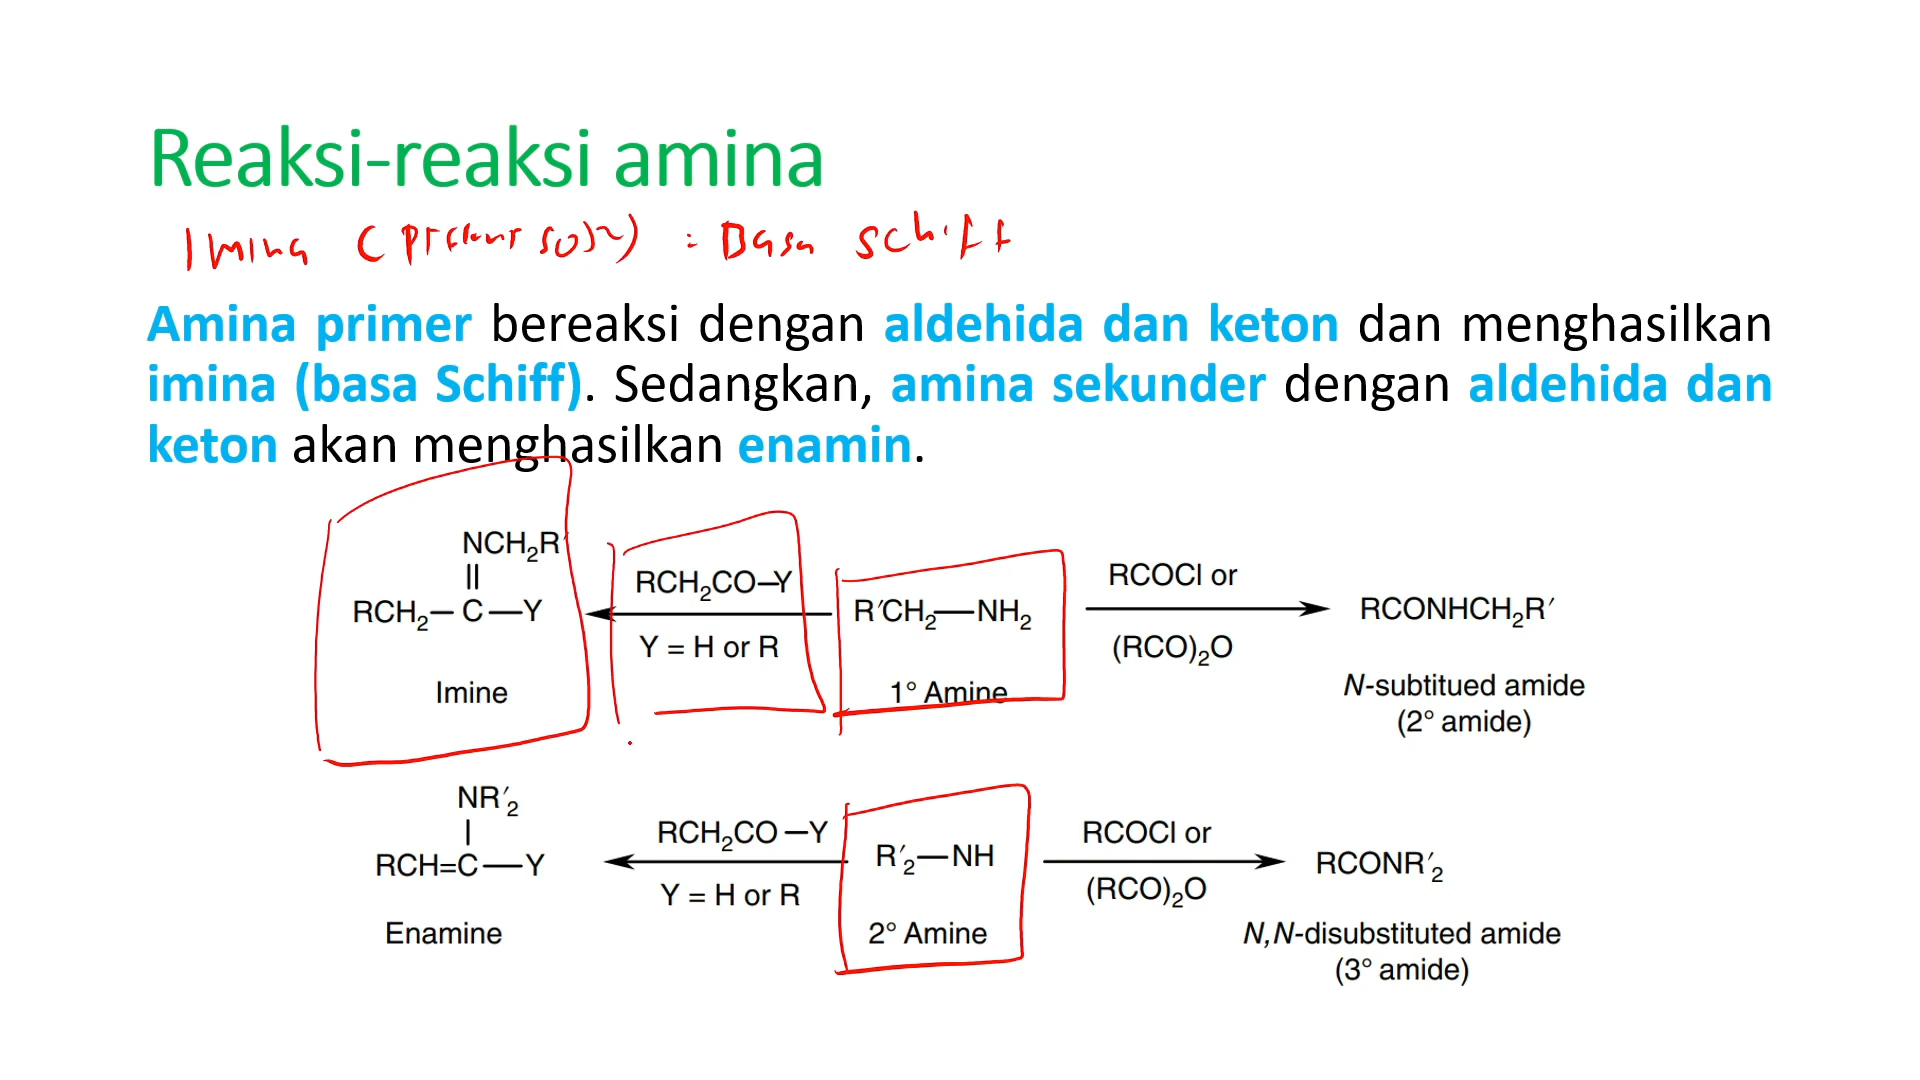 Reaksi-reaksi amina
Imina ( ) : Basa Schiff
Amina primer bereaksi dengan aldehida dan keton dan menghasilkan
imina (basa Schiff). Sedangkan, amina sekunder dengan aldehida dan
keton akan menghasilkan enamin.
NCH₂R′
||
RCH₂—C—Y
Imine
RCH₂CO—Y
Y = H or R
R′CH₂—NH₂
1° Amine
RCOCl or
(RCO)₂O
RCONHCH₂R′
N-subtitued amide
(2° amide)
NR′₂
|
RCH=C—Y
Enamine
RCH₂CO—Y
Y = H or R
R′₂—NH
2° Amine
RCOCl or
(RCO)₂O
RCONR′₂
N,N-disubstituted amide
(3° amide)